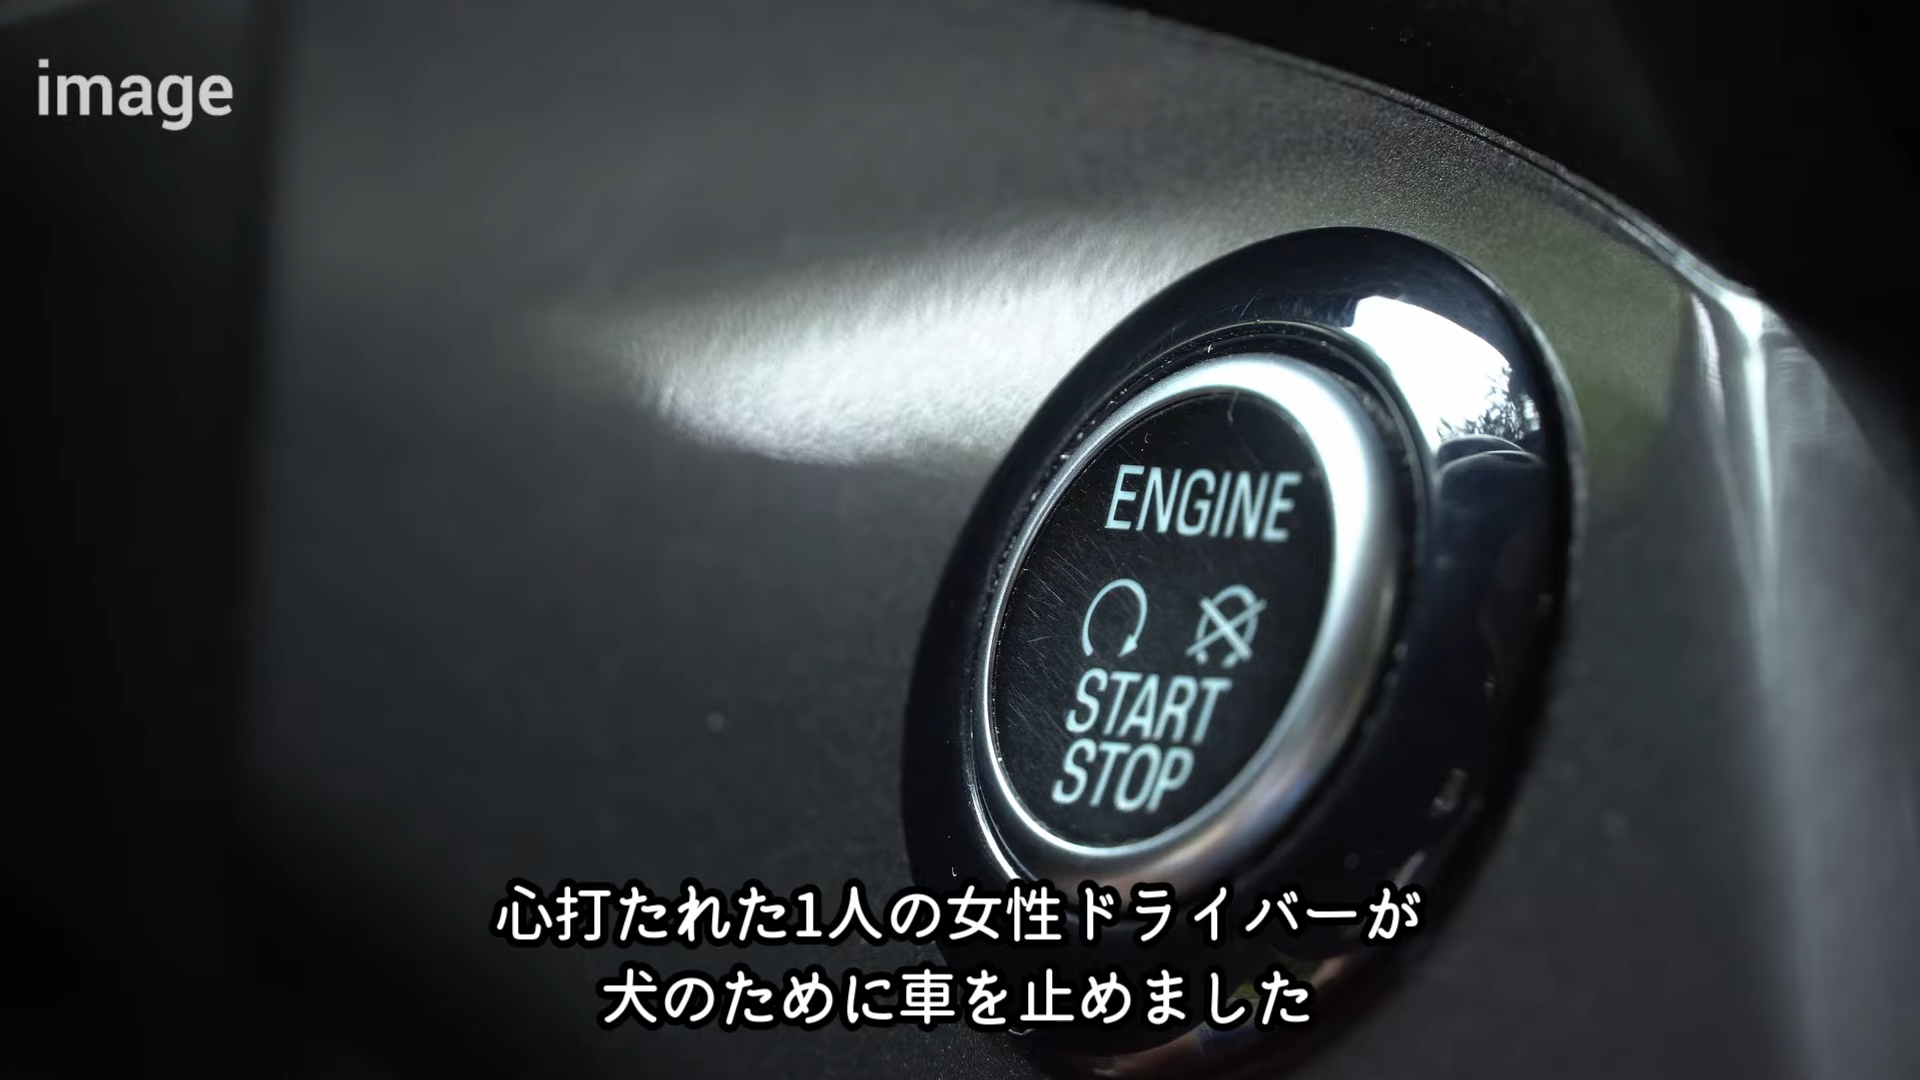 image
ENGINE
START
STOP
心打たれた1人の女性ドライバーが
犬のために車を止めました